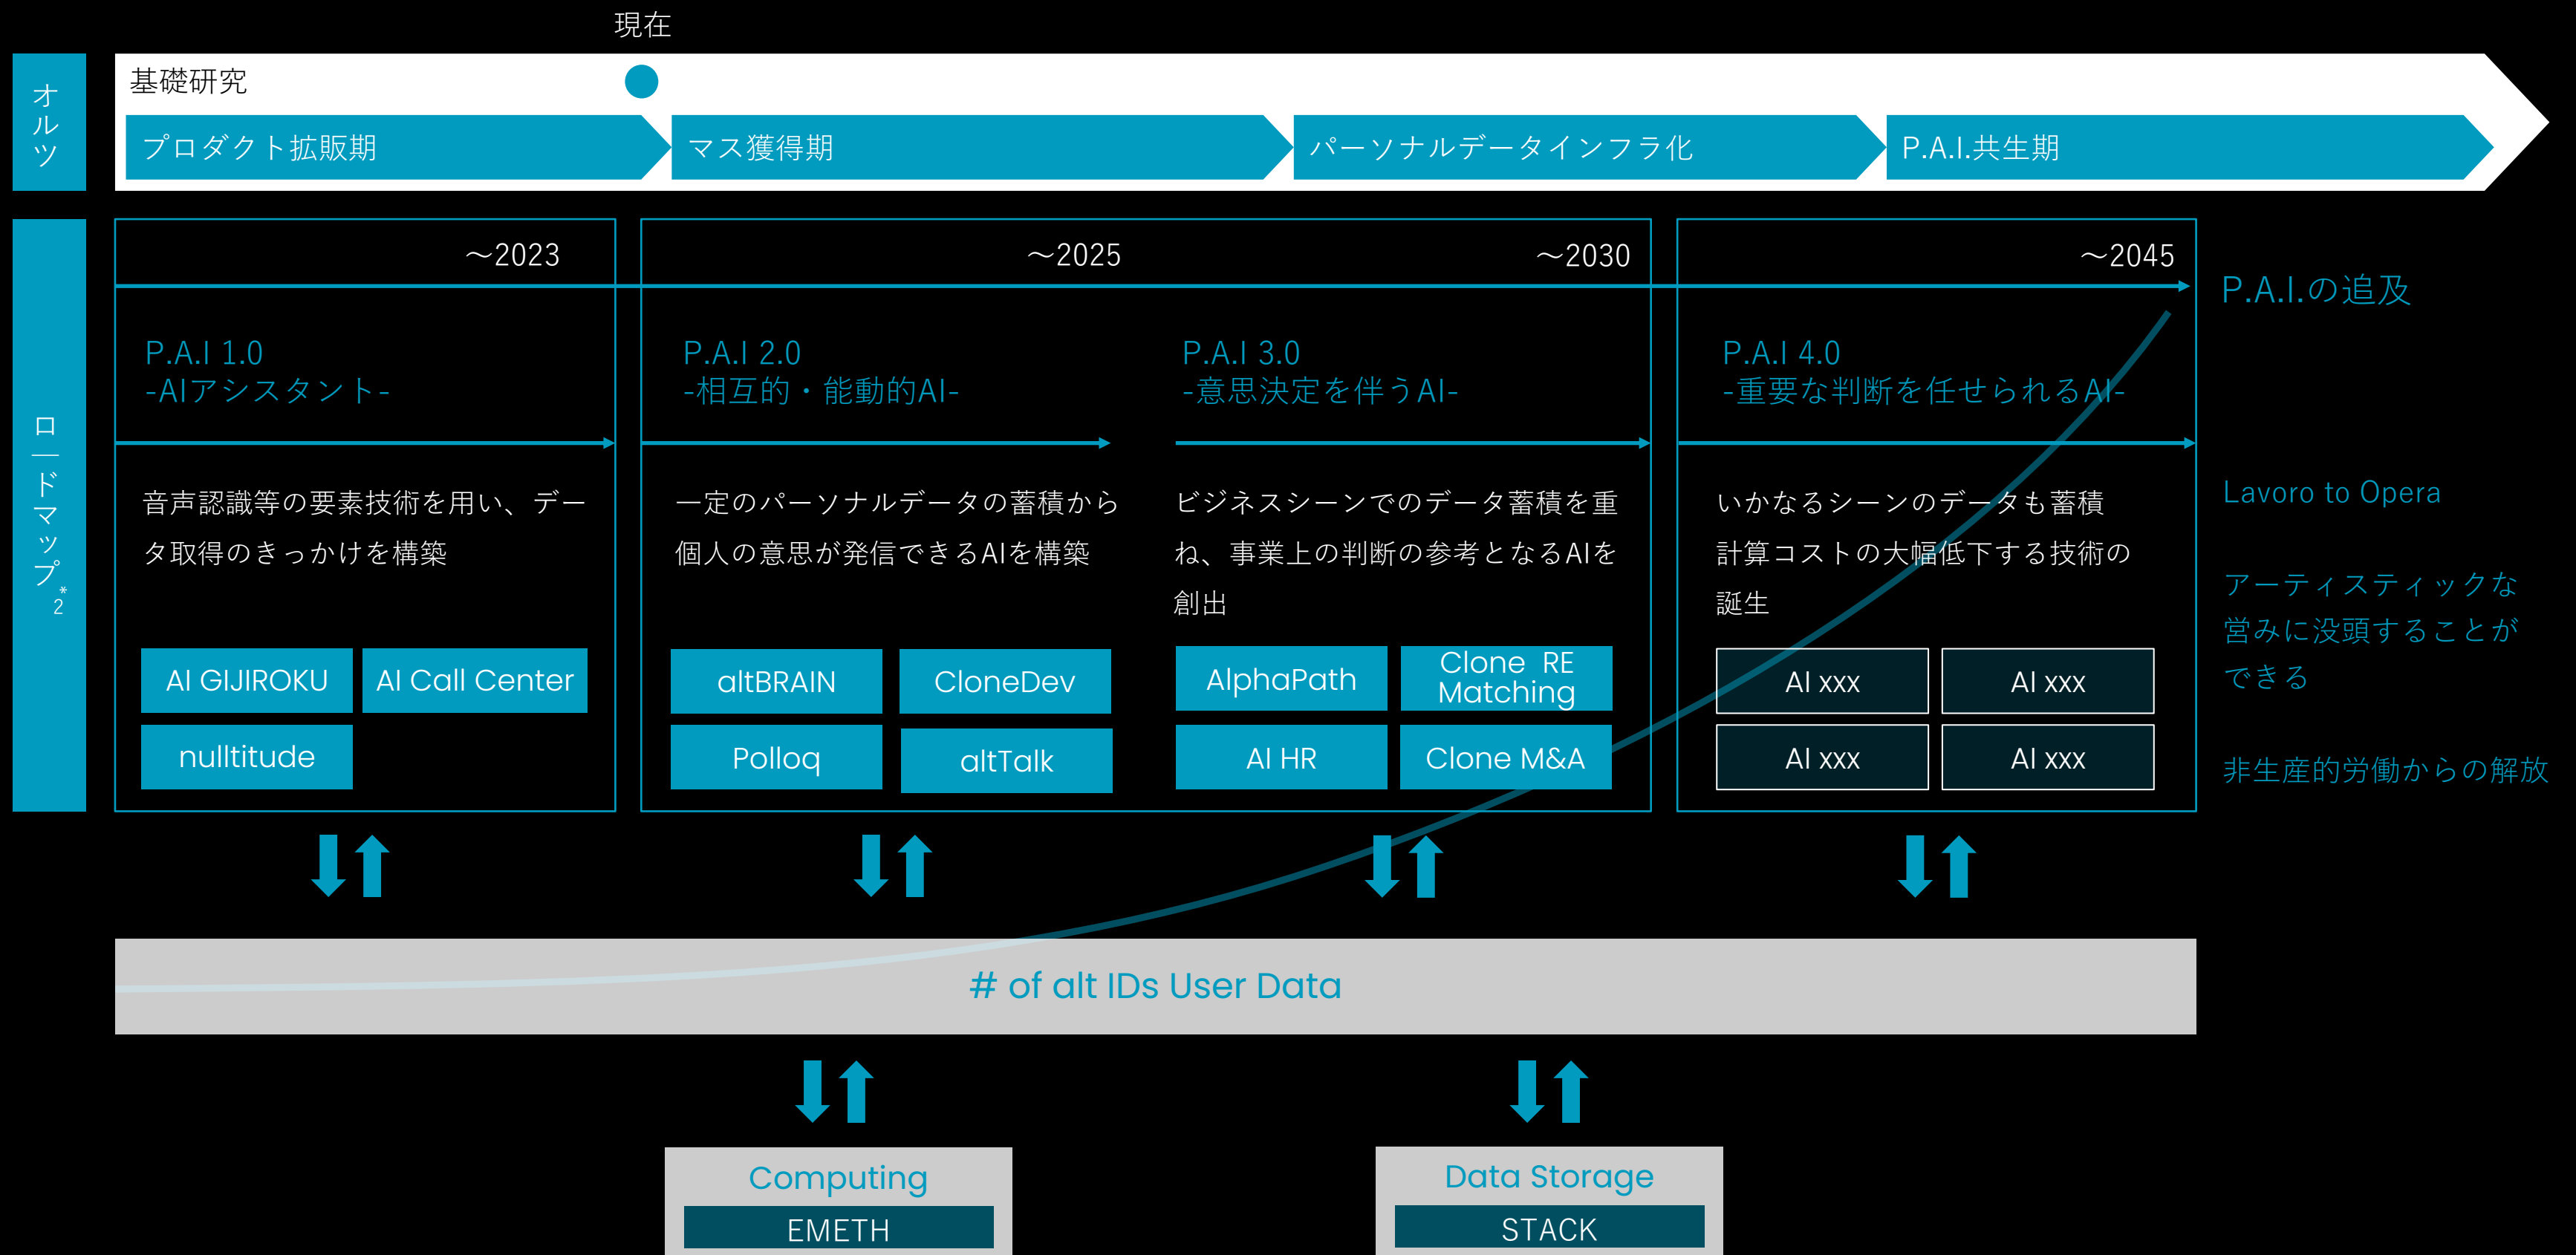 現在
オルツ
基礎研究
プロダクト拡販期
マス獲得期
パーソナルデータインフラ化
P.A.I.共生期
ロードマップ*2
～2023
～2025
～2030
～2045
P.A.I.の追及
P.A.I 1.0
-AIアシスタント-
音声認識等の要素技術を用い、デー
タ取得のきっかけを構築
AI GIJIROKU
AI Call Center
nulltitude
P.A.I 2.0
-相互的・能動的AI-
一定のパーソナルデータの蓄積から
個人の意思が発信できるAIを構築
altBRAIN
CloneDev
Polloq
altTalk
P.A.I 3.0
-意思決定を伴うAI-
ビジネスシーンでのデータ蓄積を重
ね、事業上の判断の参考となるAIを
創出
AlphaPath
Clone RE
Matching
AI HR
Clone M&A
P.A.I 4.0
-重要な判断を任せられるAI-
いかなるシーンのデータも蓄積
計算コストの大幅低下する技術の
誕生
AI xxx
AI xxx
AI xxx
AI xxx
Lavoro to Opera
アーティスティックな
営みに没頭することが
できる
非生産的労働からの解放
# of alt IDs User Data
Computing
EMETH
Data Storage
STACK